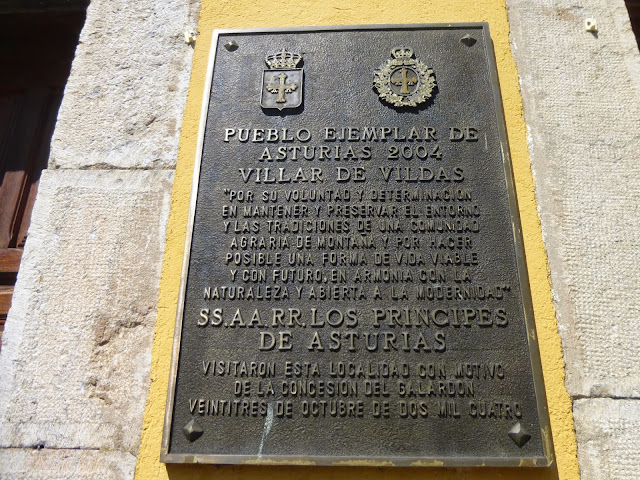 PUEBLO EJEMPLAR DE
ASTURIAS 2004
VILLAR DE VILDAS
"POR SU VOLUNTAD Y DETERMINACION
EN MANTENER Y PRESERVAR EL ENTORNO
Y LAS TRADICIONES DE UNA COMUNIDAD
AGRARIA DE MONTANA Y POR HACER
POSIBLE UNA FORMA DE VIDA VIABLE
Y CON FUTURO, EN ARMONIA CON LA
NATURALEZA Y ABIERTA A LA MODERNIDAD"
SS.AA.RR. LOS PRINCIPES
DE ASTURIAS
VISITARON ESTA LOCALIDAD CON MOTIVO
DE LA CONCESION DEL GALARDON
VEINTITRES DE OCTUBRE DE DOS MIL CUATRO